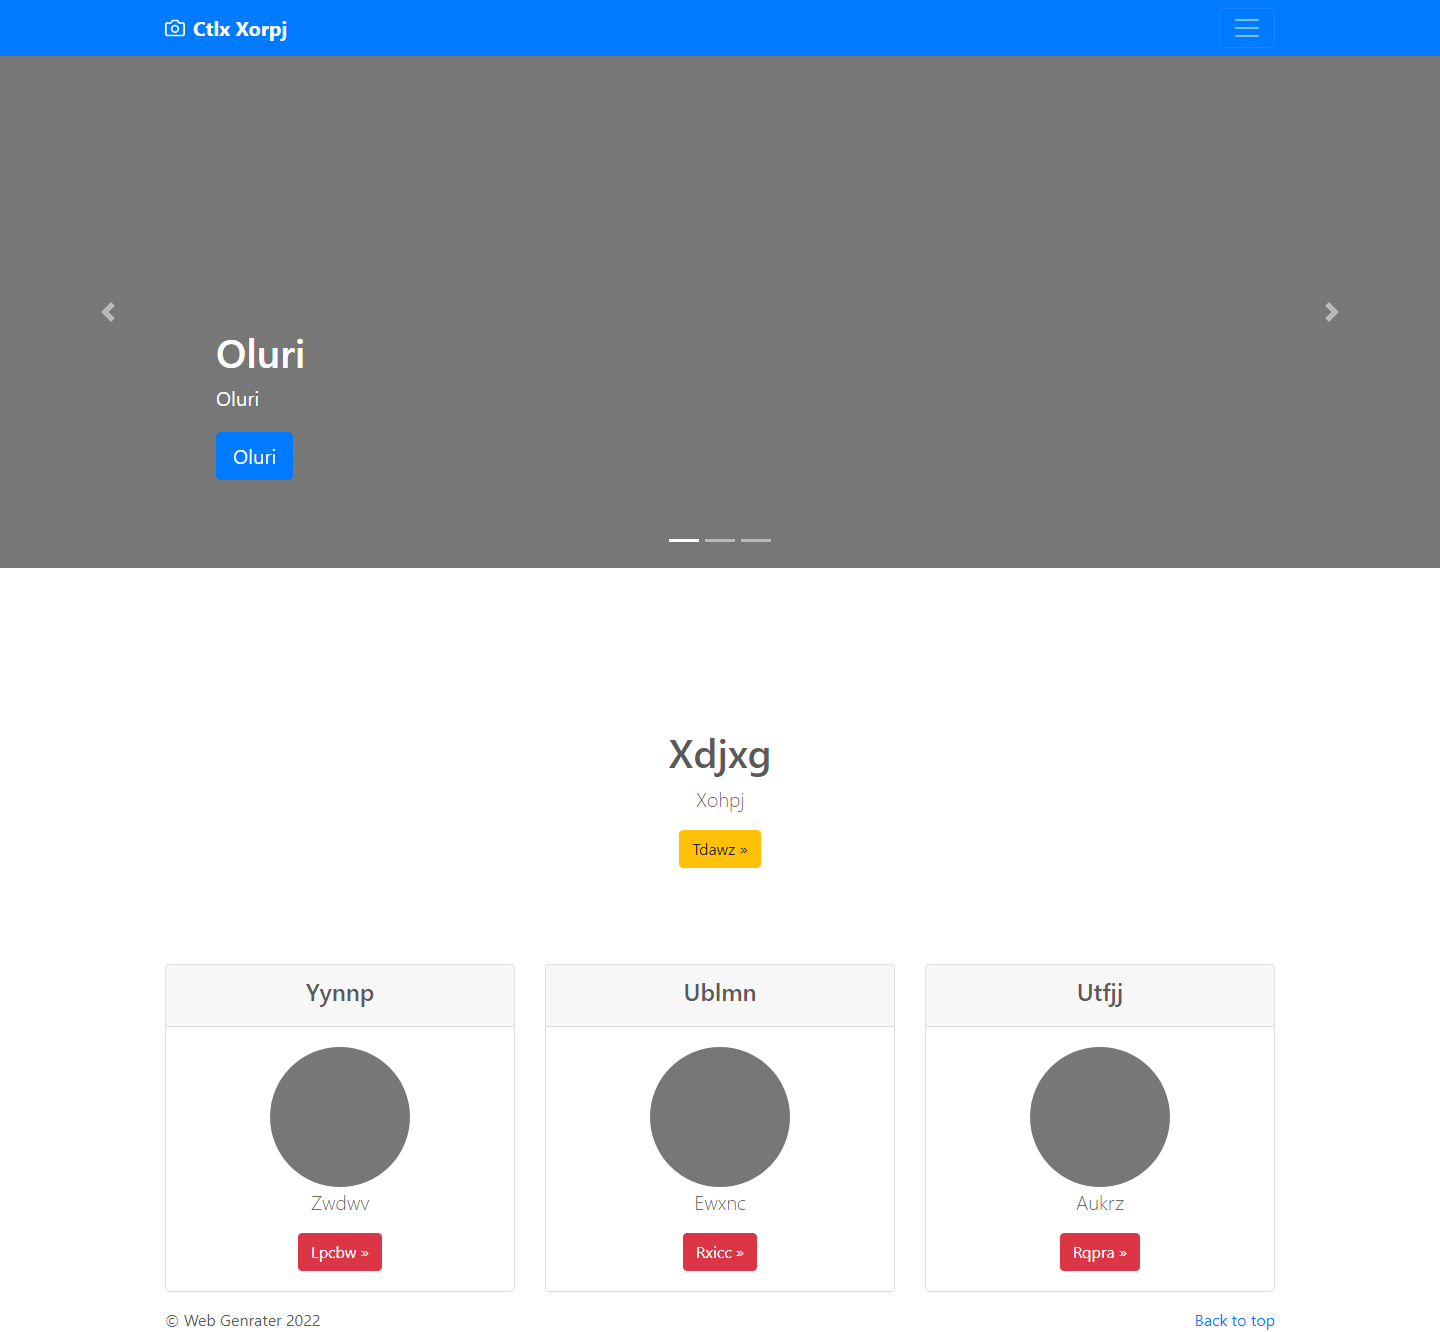 Ctlx Xorpj
Oluri
Oluri
Oluri
Xdjxg
Xohpj
Tdawz »
Yynnp
Zwdwv
Lpcbw »
Ublmn
Ewxnc
Rxicc »
Utfjj
Aukrz
Rqpra »
© Web Genrater 2022
Back to top